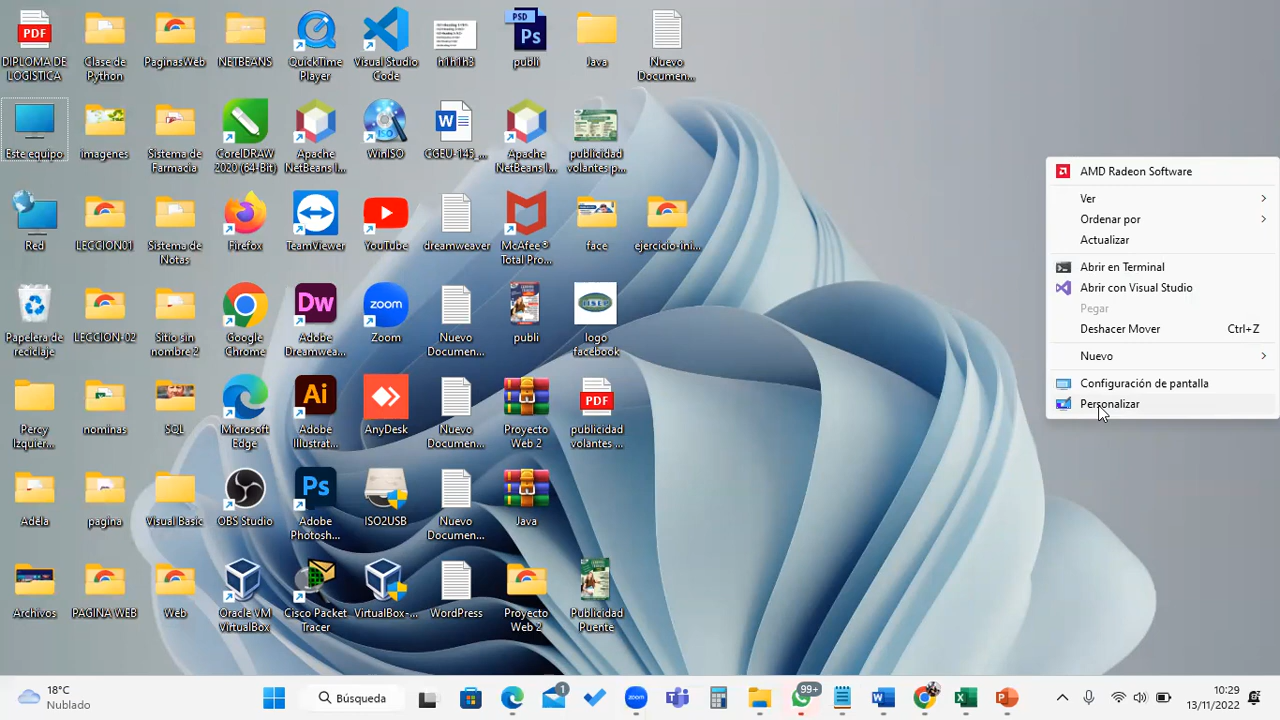 DIPLOMA DE
LOGÍSTICA
Clase de
Python
PaginasWeb
NETBEANS
QuickTime
Player
Visual Studio
Code
h1h1h3
publi
Java
Nuevo
Documen...
Este equipo
imagenes
Sistema de
Farmacia
CorelDRAW
2020 (64-Bit)
Apache
NetBeans I...
WinISO
CGEU-145_...
Apache
NetBeans I...
publicidad
volantes p...
Red
LECCION01
Sistema de
Notas
Firefox
TeamViewer
YouTube
dreamweaver
McAfee®
Total Pro...
face
ejercicio-ini...
Papelera de
reciclaje
LECCION-02
Sitio sin
nombre 2
Google
Chrome
Adobe
Dreamwea...
Zoom
Nuevo
Documen...
publi
logo
facebook
Percy
Izquier...
nominas
SQL
Microsoft
Edge
Adobe
Illustrat...
AnyDesk
Nuevo
Documen...
Proyecto
Web 2
publicidad
volantes ...
Adela
pagina
Visual Basic
OBS Studio
Adobe
Photosh...
ISO2USB
Nuevo
Documen...
Java
Archivos
PAGINA WEB
Web
Oracle VM
VirtualBox
Cisco Packet
Tracer
VirtualBox-...
WordPress
Proyecto
Web 2
Publicidad
Puente
AMD Radeon Software
Ver
Ordenar por
Actualizar
Abrir en Terminal
Abrir con Visual Studio
Pegar
Deshacer Mover Ctrl+Z
Nuevo
Configuración de pantalla
Personalizar
18°C
Nublado
Búsqueda
1
99+
10:29
13/11/2022